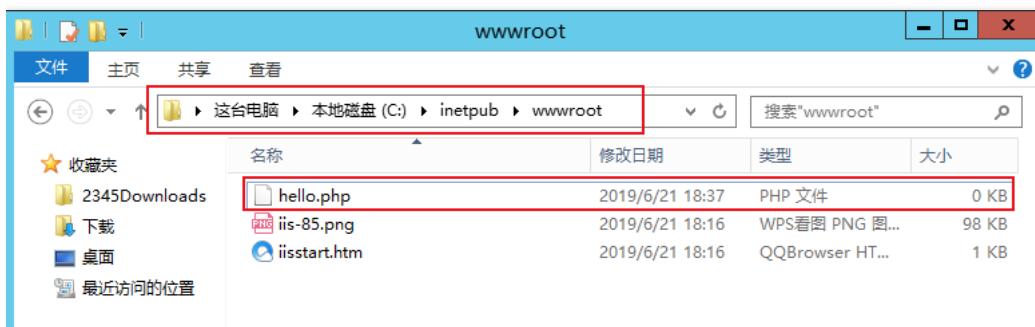 wwwroot
文件 主页 共享 查看
这台电脑 本地磁盘 (C:) inetpub wwwroot 搜索"wwwroot"
收藏夹
2345Downloads
下载
桌面
最近访问的位置
名称 修改日期 类型 大小
hello.php 2019/6/21 18:37 PHP 文件 0 KB
iis-85.png 2019/6/21 18:16 WPS看图 PNG 图... 98 KB
iisstart.htm 2019/6/21 18:16 QQBrowser HT... 1 KB